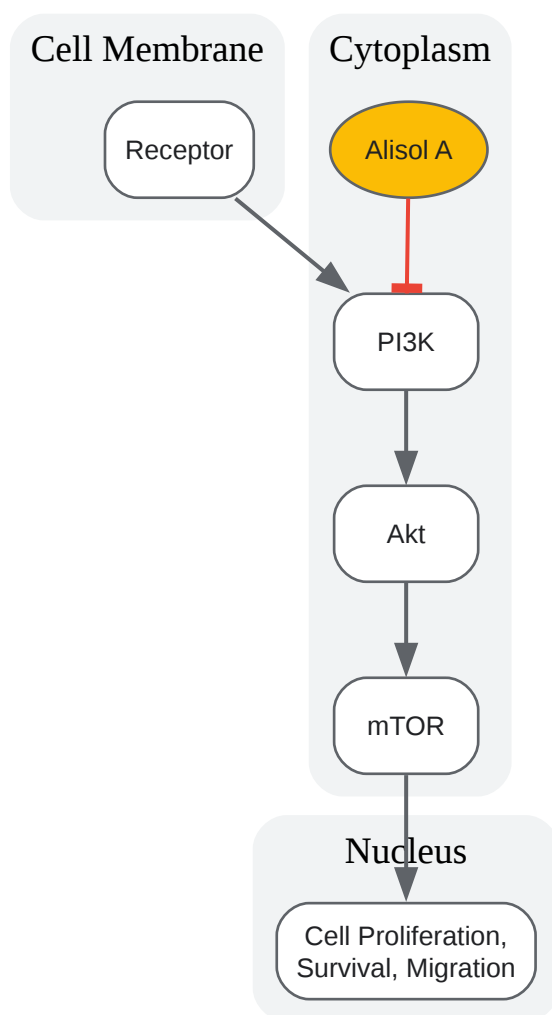 Cell Membrane
Cytoplasm
Receptor
Alisol A
PI3K
Akt
mTOR
Nucleus
Cell Proliferation,
Survival, Migration